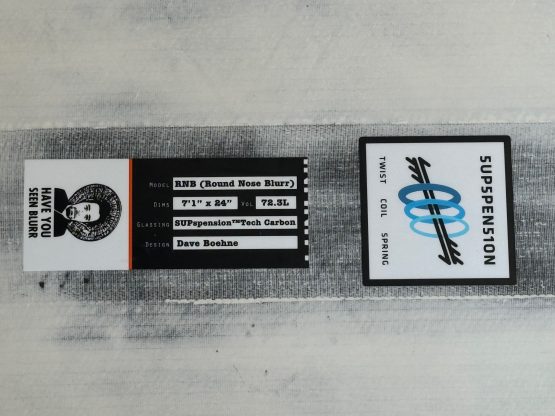 HAVE YOU
SEEN BLURR
MODEL RNB (Round Nose Blurr)
DIMS 7'1" x 24" VOL 72.3L
GLASSING SUPspension™Tech Carbon
DESIGN Dave Boehne
5UP5PEN510N
TWIST COIL SPRING